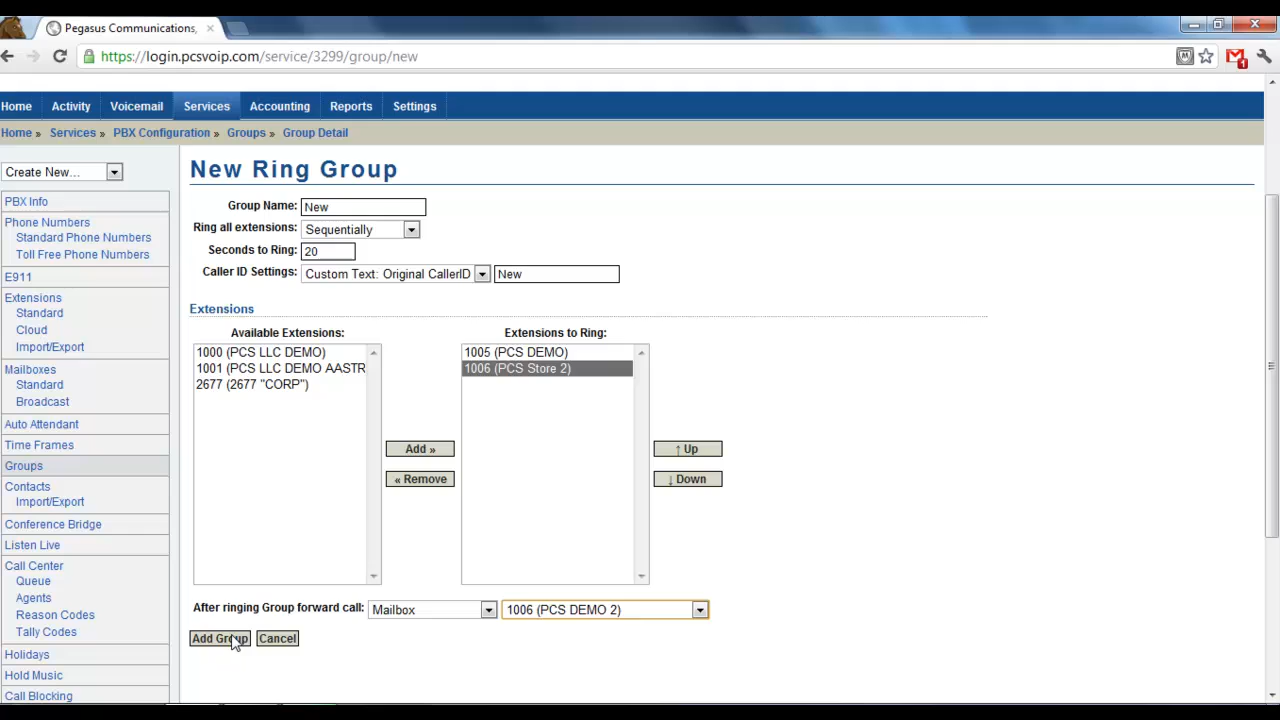 Pegasus Communications,
https://login.pcsvoip.com/service/3299/group/new
1
Home Activity Voicemail Services Accounting Reports Settings
Home » Services » PBX Configuration » Groups » Group Detail
Create New...
PBX Info
Phone Numbers
Standard Phone Numbers
Toll Free Phone Numbers
E911
Extensions
Standard
Cloud
Import/Export
Mailboxes
Standard
Broadcast
Auto Attendant
Time Frames
Groups
Contacts
Import/Export
Conference Bridge
Listen Live
Call Center
Queue
Agents
Reason Codes
Tally Codes
Holidays
Hold Music
Call Blocking
New Ring Group
Group Name: New
Ring all extensions: Sequentially
Seconds to Ring: 20
Caller ID Settings: Custom Text: Original CallerID New
Extensions
Available Extensions:
1000 (PCS LLC DEMO)
1001 (PCS LLC DEMO AASTR
2677 (2677 "CORP")
Add »
« Remove
Extensions to Ring:
1005 (PCS DEMO)
1006 (PCS Store 2)
↑ Up
↓ Down
After ringing Group forward call: Mailbox 1006 (PCS DEMO 2)
Add Group Cancel